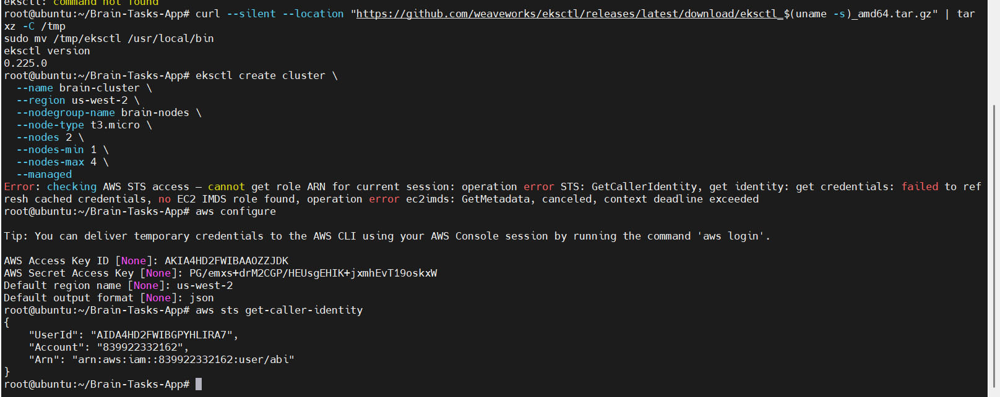 eksctl: command not found
root@ubuntu:~/Brain-Tasks-App# curl --silent --location "https://github.com/weaveworks/eksctl/releases/latest/download/eksctl_$(uname -s)_amd64.tar.gz" | tar
xz -C /tmp
sudo mv /tmp/eksctl /usr/local/bin
eksctl version
0.225.0
root@ubuntu:~/Brain-Tasks-App# eksctl create cluster \
  --name brain-cluster \
  --region us-west-2 \
  --nodegroup-name brain-nodes \
  --node-type t3.micro \
  --nodes 2 \
  --nodes-min 1 \
  --nodes-max 4 \
  --managed
Error: checking AWS STS access – cannot get role ARN for current session: operation error STS: GetCallerIdentity, get identity: get credentials: failed to ref
resh cached credentials, no EC2 IMDS role found, operation error ec2imds: GetMetadata, canceled, context deadline exceeded
root@ubuntu:~/Brain-Tasks-App# aws configure
Tip: You can deliver temporary credentials to the AWS CLI using your AWS Console session by running the command 'aws login'.
AWS Access Key ID [None]: AKIA4HD2FWIBAAOZZJDK
AWS Secret Access Key [None]: PG/emxs+drM2CGP/HEUsgEHIK+jxmhEvT19oskxW
Default region name [None]: us-west-2
Default output format [None]: json
root@ubuntu:~/Brain-Tasks-App# aws sts get-caller-identity
{
    "UserId": "AIDA4HD2FWIBGPYHLIRA7",
    "Account": "839922332162",
    "Arn": "arn:aws:iam::839922332162:user/abi"
}
root@ubuntu:~/Brain-Tasks-App#